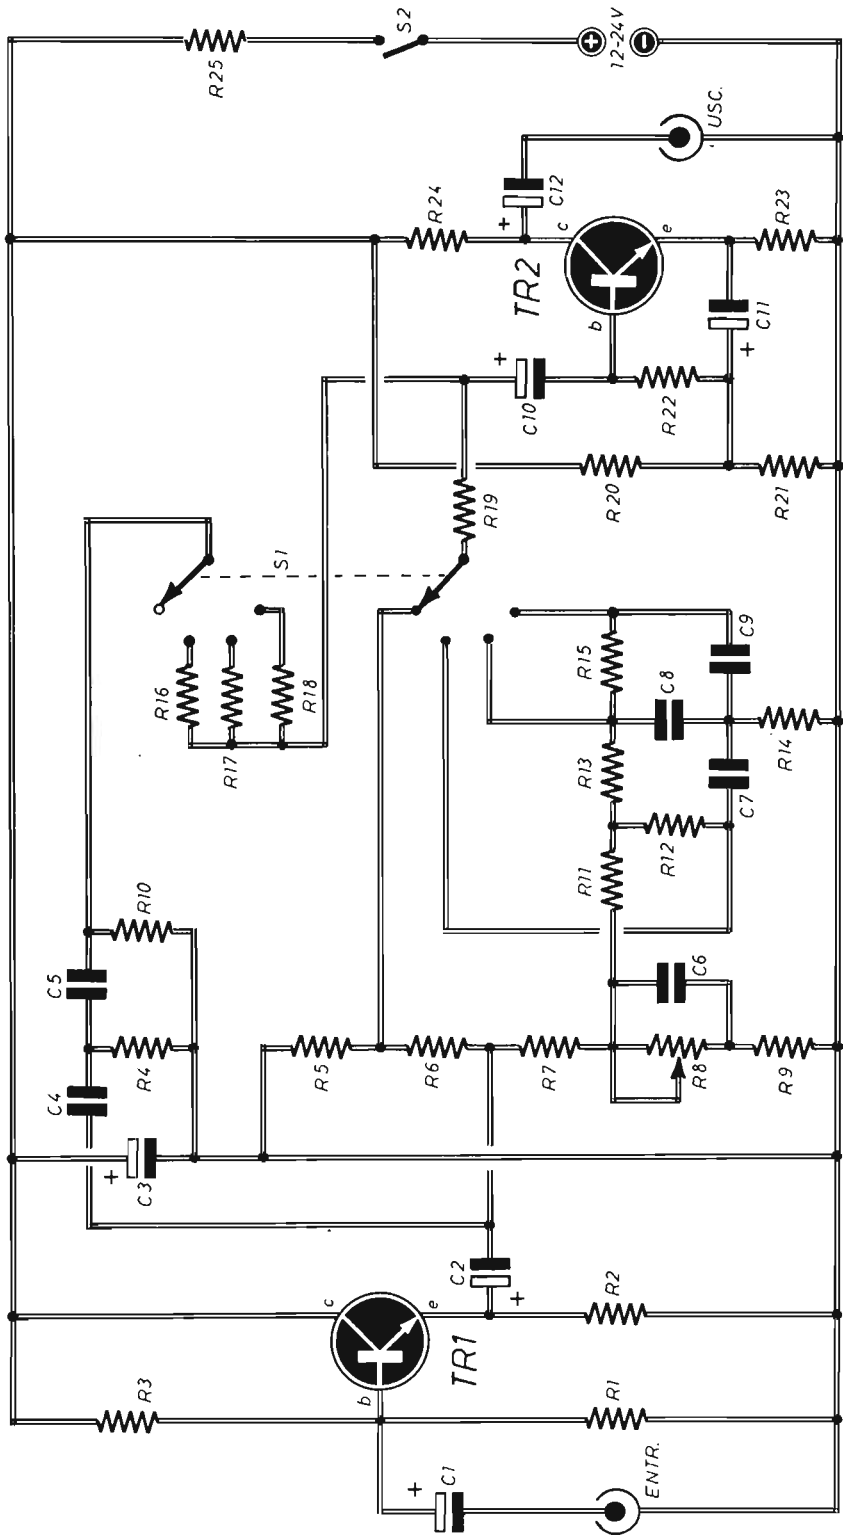 R3
C3
+
C4
R4
C5
R10
R16
R17
R18
S1
R25
S2
+
-
12-24V
C1
+
b
c
e
TR1
C2
+
R5
R6
R7
R19
C10
+
b
c
e
TR2
R24
+
C12
USC.
ENTR.
R1
R2
R8
R9
C6
R11
R12
R13
R15
C7
C8
C9
R14
R20
R21
R22
+
C11
R23